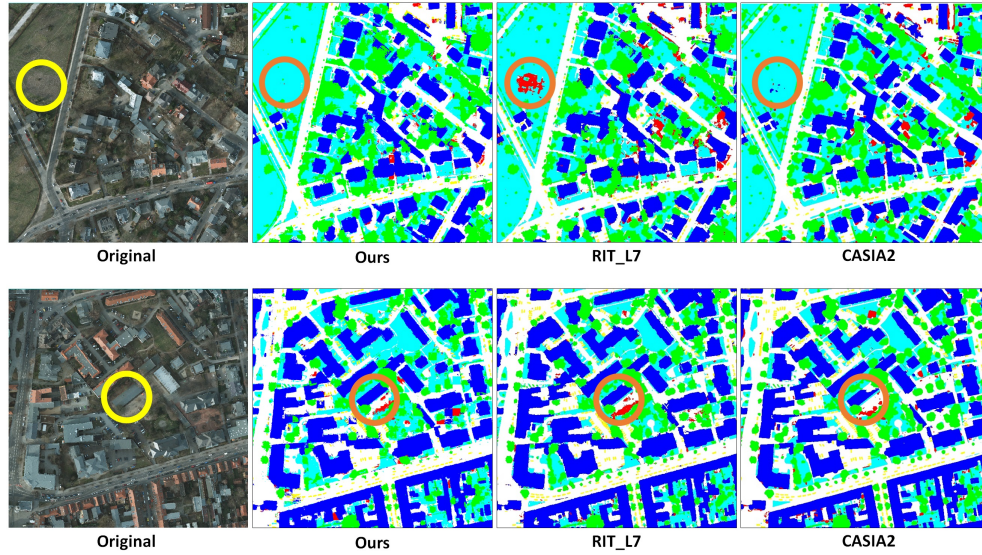 Original
Ours
RIT_L7
CASIA2
Original
Ours
RIT_L7
CASIA2